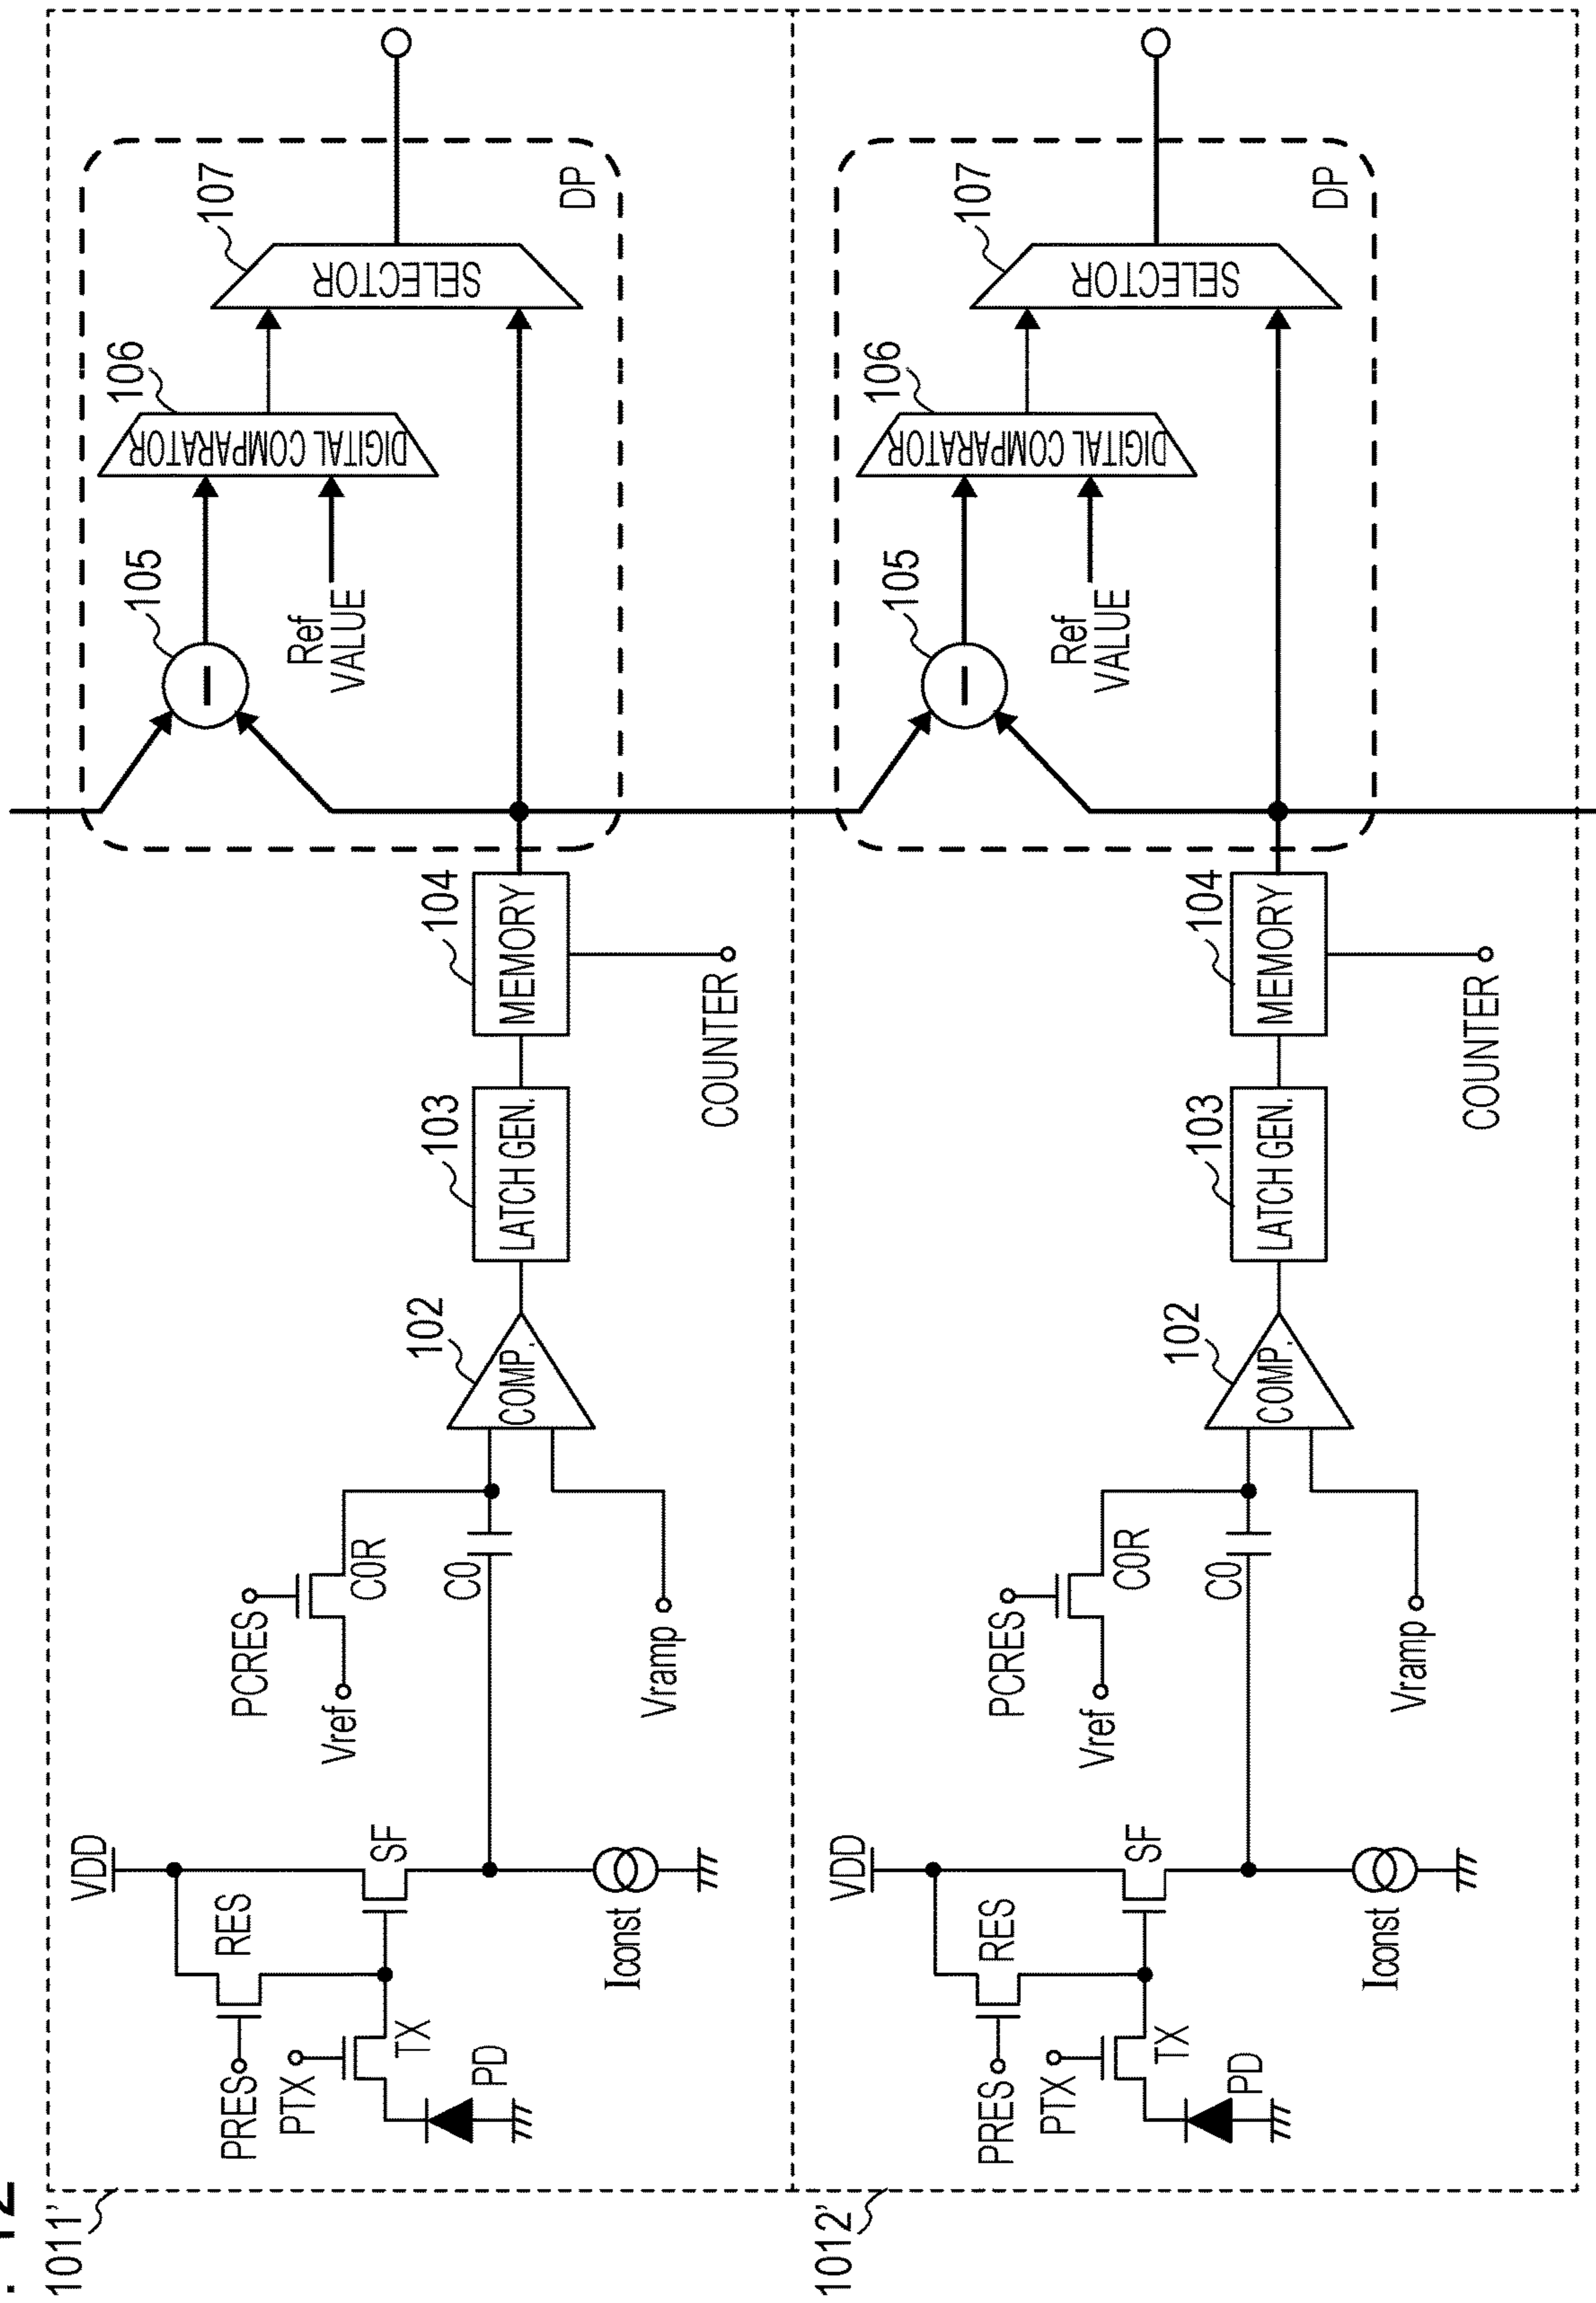 1011'
VDD
PRES
RES
PTX
TX
PD
SF
Iconst
PCRES
Vref
C0R
C0
Vramp
COMP.
102
LATCH GEN.
103
MEMORY
104
COUNTER
105
Ref
VALUE
DIGITAL COMPARATOR
106
SELECTOR
107
DP
1012'
VDD
PRES
RES
PTX
TX
PD
SF
Iconst
PCRES
Vref
C0R
C0
Vramp
COMP.
102
LATCH GEN.
103
MEMORY
104
COUNTER
105
Ref
VALUE
DIGITAL COMPARATOR
106
SELECTOR
107
DP